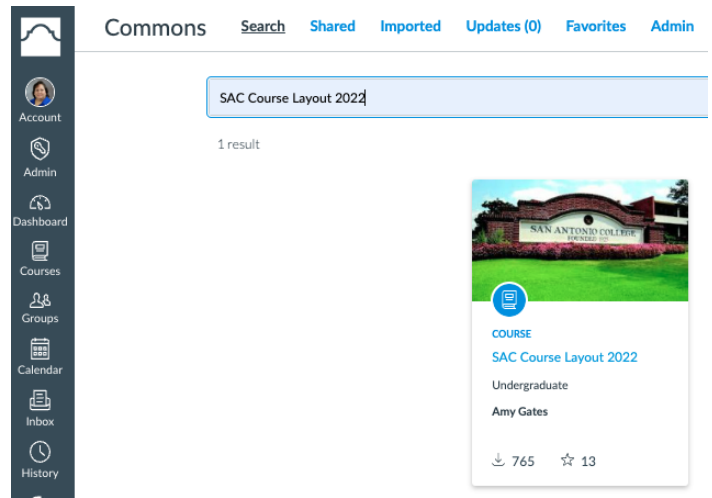 Commons Search Shared Imported Updates (0) Favorites Admin
Account
Admin
Dashboard
Courses
Groups
Calendar
Inbox
History
SAC Course Layout 2022
1 result
SAN ANTONIO COLLEGE
COURSE
SAC Course Layout 2022
Undergraduate
Amy Gates
765 13